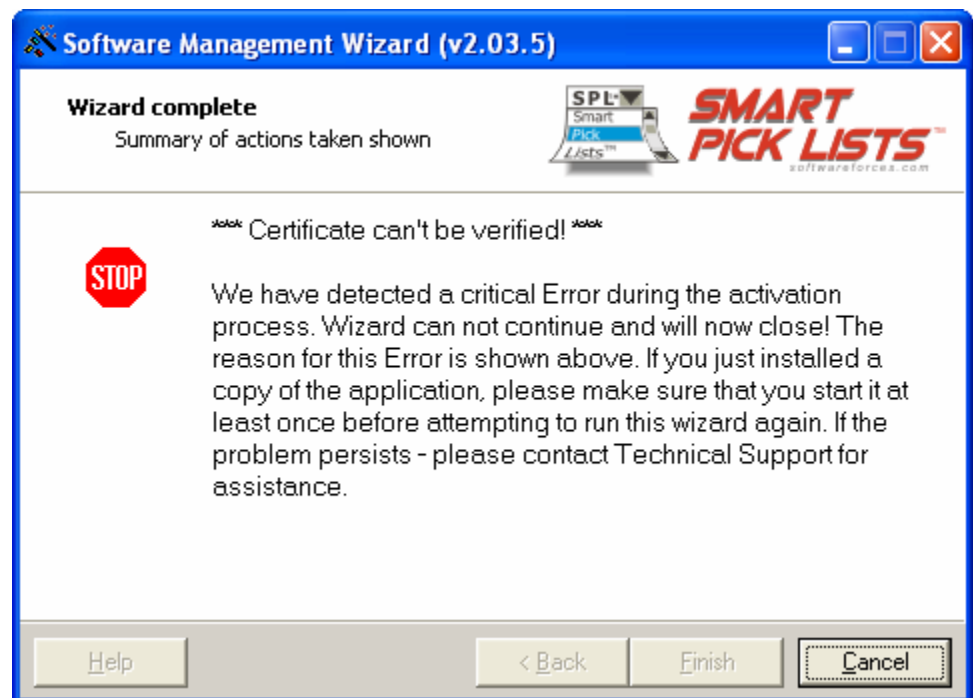 Software Management Wizard (v2.03.5)
Wizard complete
Summary of actions taken shown
SPL
Smart
Pick
Lists™
SMART
PICK LISTS™
softwareforces.com
*** Certificate can't be verified! ***
STOP
We have detected a critical Error during the activation
process. Wizard can not continue and will now close! The
reason for this Error is shown above. If you just installed a
copy of the application, please make sure that you start it at
least once before attempting to run this wizard again. If the
problem persists - please contact Technical Support for
assistance.
Help
< Back
Finish
Cancel